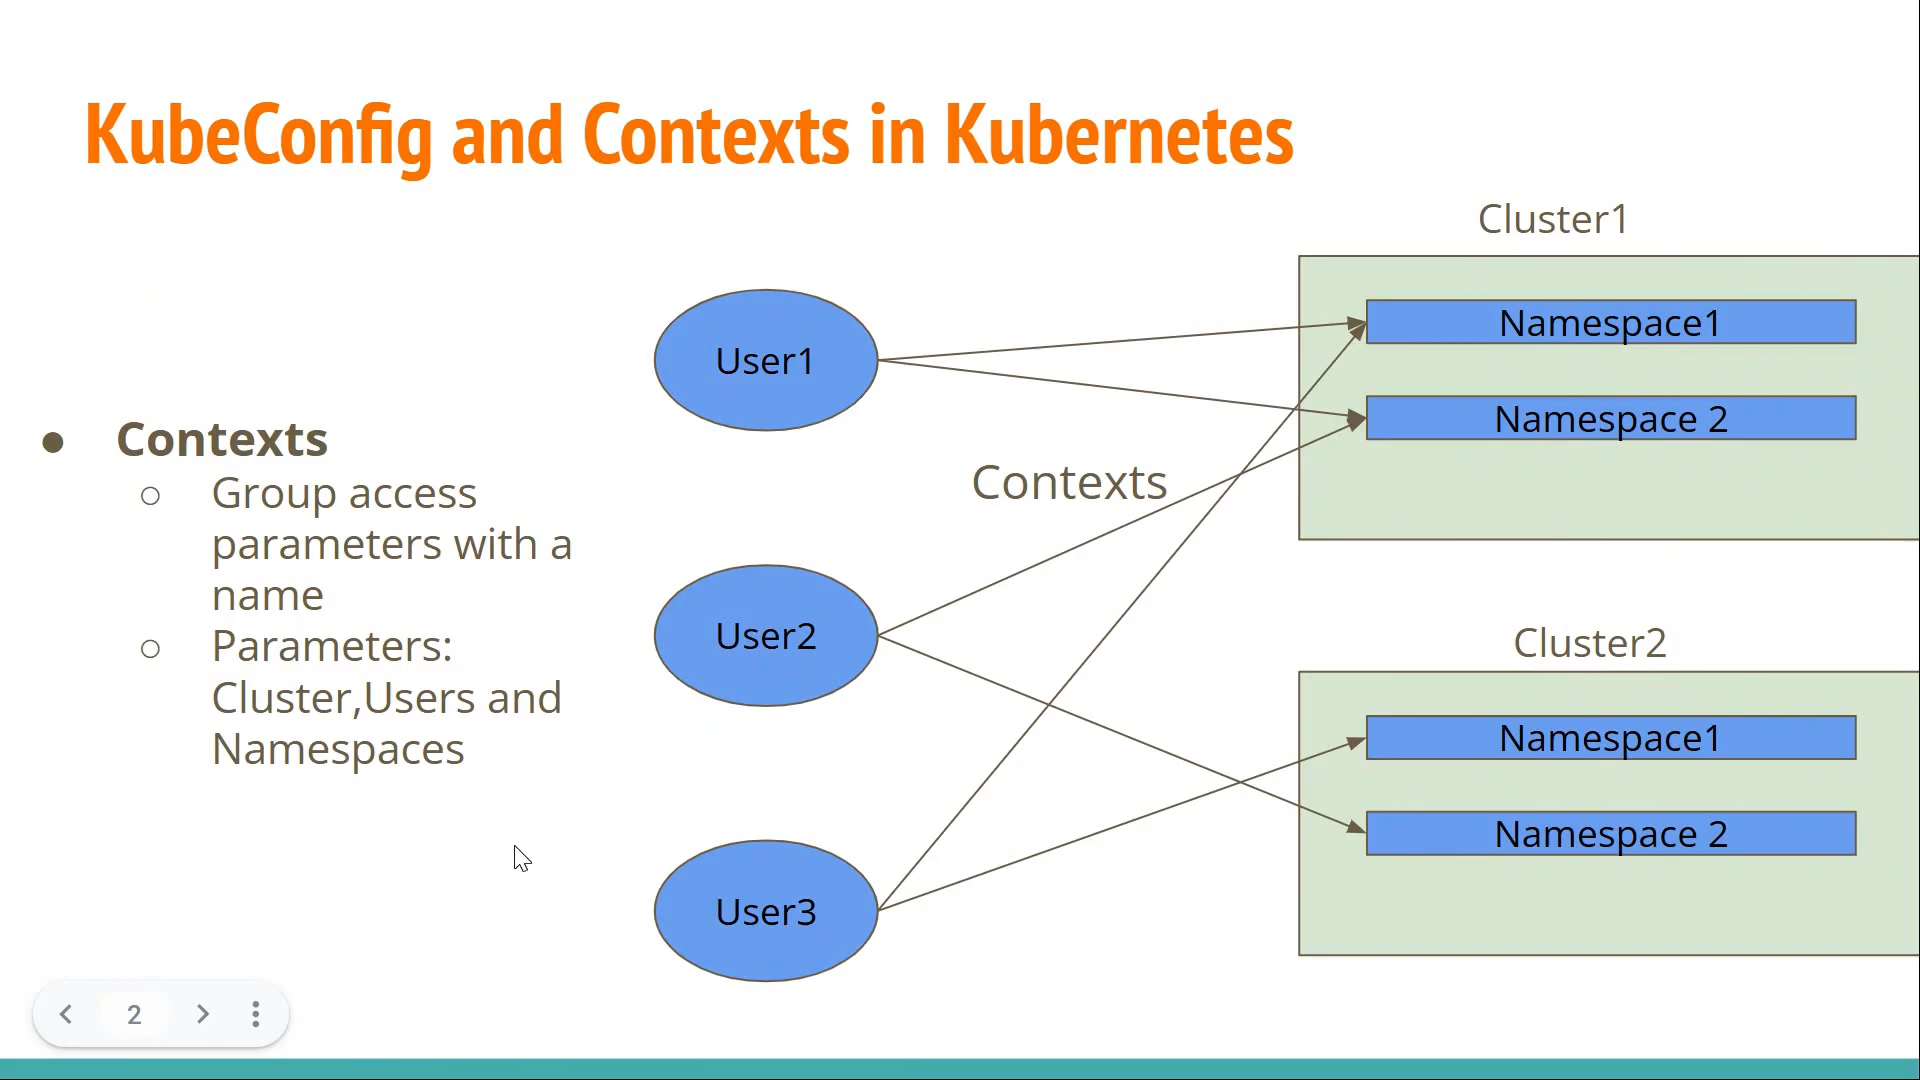 KubeConfig and Contexts in Kubernetes
● Contexts
○ Group access
parameters with a
name
○ Parameters:
Cluster,Users and
Namespaces
User1
User2
User3
Contexts
Cluster1
Namespace1
Namespace 2
Cluster2
Namespace1
Namespace 2
2